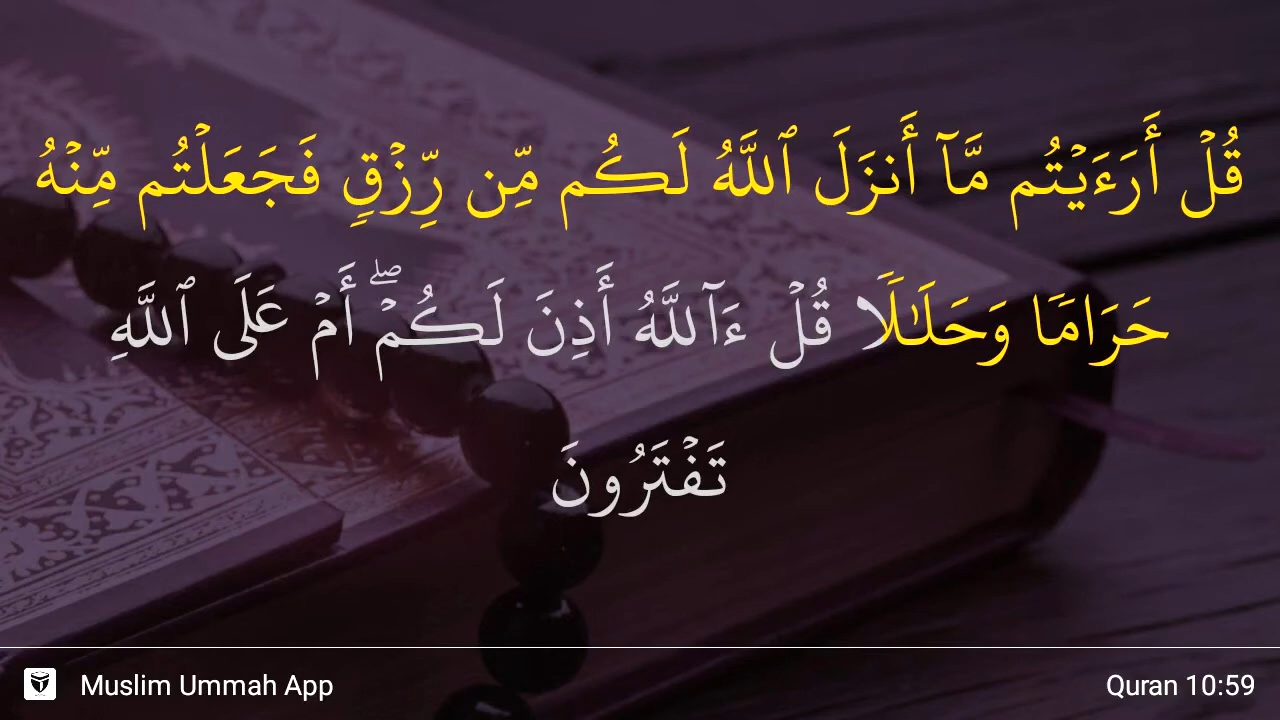 قُلْ أَرَءَيْتُم مَّآ أَنزَلَ ٱللَّهُ لَكُم مِّن رِّزْقٍ فَجَعَلْتُم مِّنْهُ
حَرَامًا وَحَلَـٰلًا قُلْ ءَآللَّهُ أَذِنَ لَكُمْ ۖ أَمْ عَلَى ٱللَّهِ
تَفْتَرُونَ
Muslim Ummah App
Quran 10:59